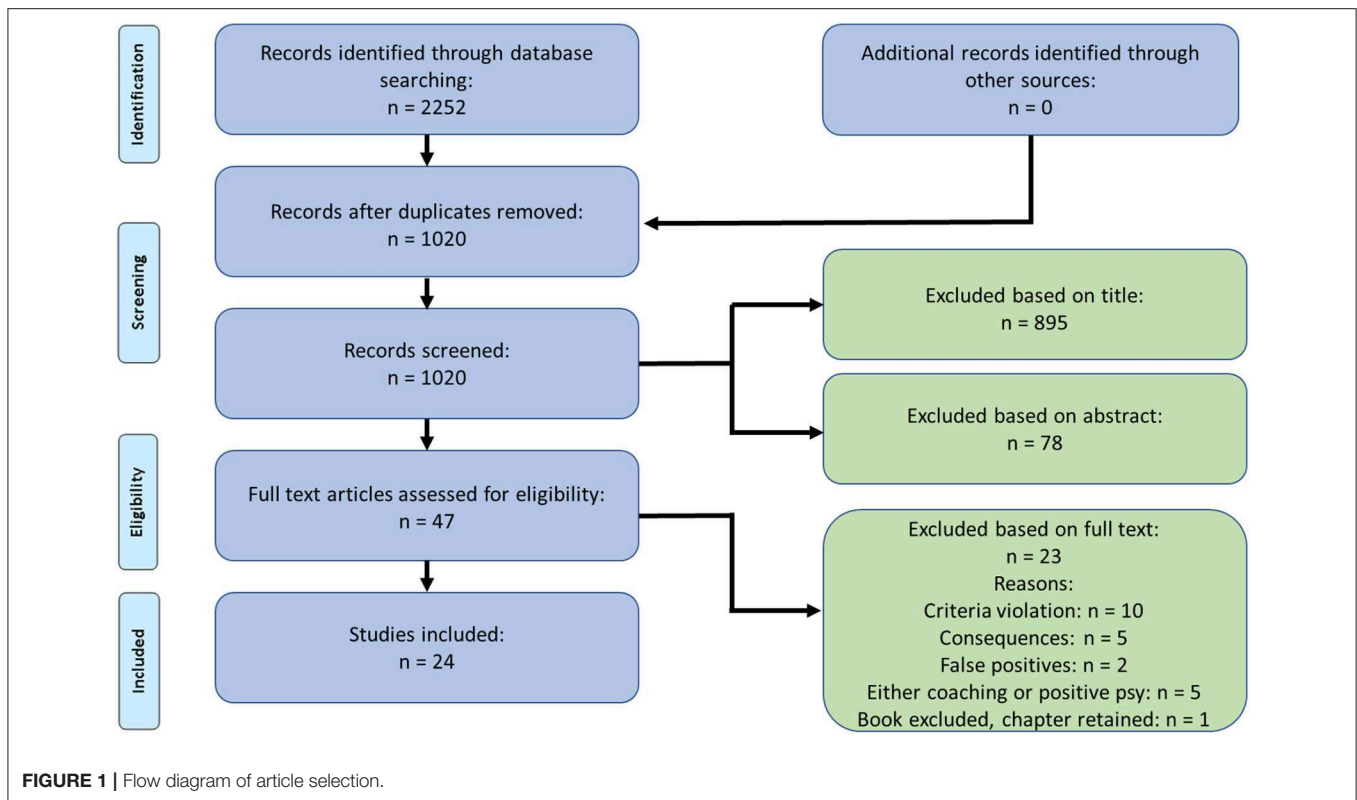 Identification
Records identified through database
searching:
n = 2252
Additional records identified through
other sources:
n = 0
Records after duplicates removed:
n = 1020
Screening
Records screened:
n = 1020
Excluded based on title:
n = 895
Excluded based on abstract:
n = 78
Eligibility
Full text articles assessed for eligibility:
n = 47
Excluded based on full text:
n = 23
Reasons:
Criteria violation: n = 10
Consequences: n = 5
False positives: n = 2
Either coaching or positive psy: n = 5
Book excluded, chapter retained: n = 1
Included
Studies included:
n = 24
FIGURE 1 | Flow diagram of article selection.